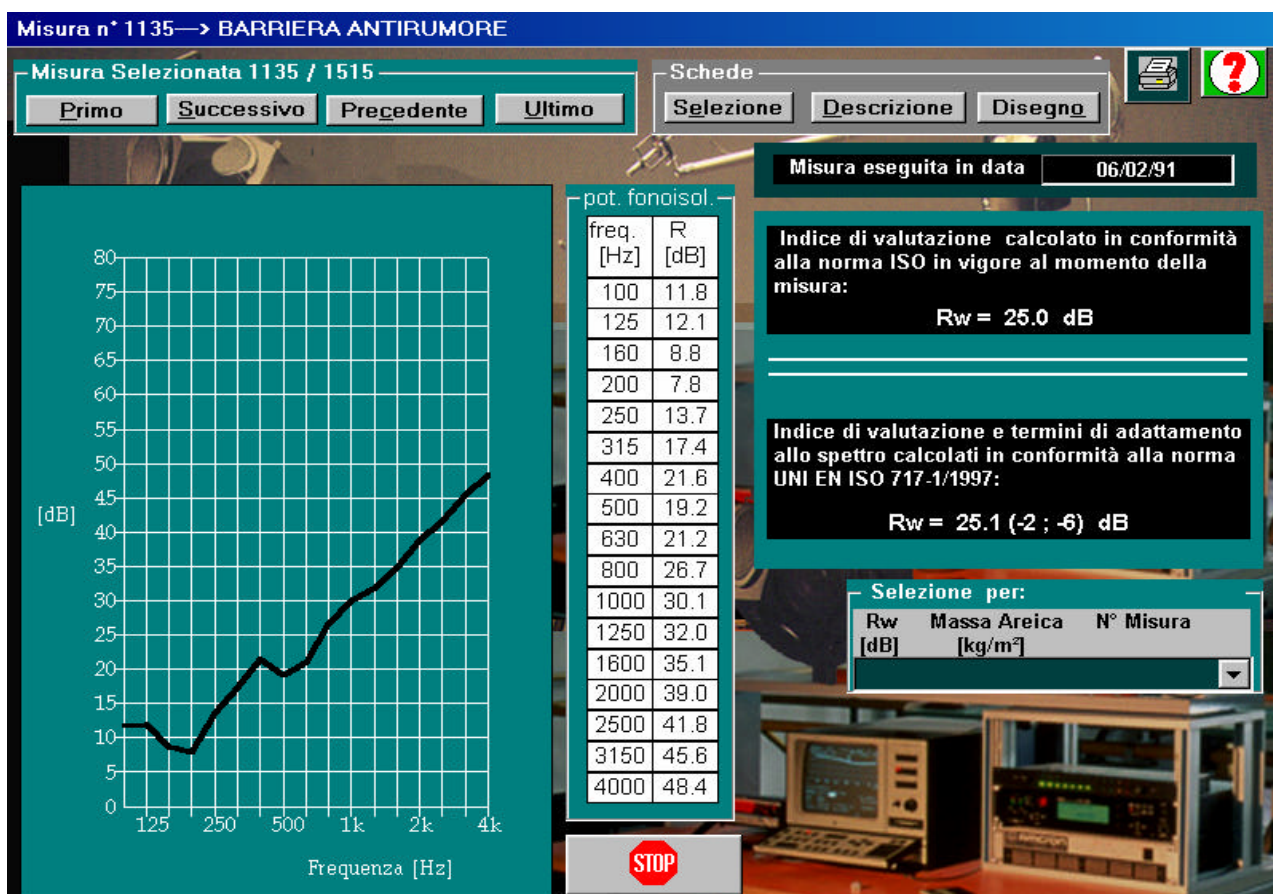 Misura n° 1135—> BARRIERA ANTIRUMORE
Misura Selezionata 1135 / 1515
Primo
Successivo
Precedente
Ultimo
Schede
Selezione
Descrizione
Disegno
?
Misura eseguita in data
06/02/91
80
75
70
65
60
55
50
45
40
35
30
25
20
15
10
5
0
[dB]
125 250 500 1k 2k 4k
Frequenza [Hz]
pot. fonoisol.
freq. R
[Hz] [dB]
100 11.8
125 12.1
160 8.8
200 7.8
250 13.7
315 17.4
400 21.6
500 19.2
630 21.2
800 26.7
1000 30.1
1250 32.0
1600 35.1
2000 39.0
2500 41.8
3150 45.6
4000 48.4
STOP
Indice di valutazione calcolato in conformità
alla norma ISO in vigore al momento della
misura:
Rw = 25.0 dB
Indice di valutazione e termini di adattamento
allo spettro calcolati in conformità alla norma
UNI EN ISO 717-1/1997:
Rw = 25.1 (-2 ; -6) dB
Selezione per:
Rw Massa Areica N° Misura
[dB] [kg/m²]